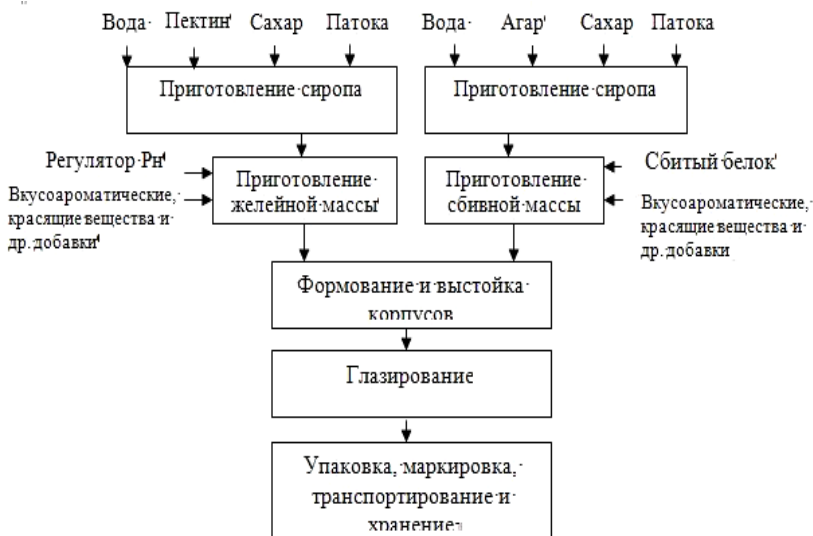 Вода Пектин Сахар Патока Вода Агар Сахар Патока
Приготовление сиропа
Приготовление сиропа
Регулятор Рн
Вкусоароматические,
красящие вещества и
др. добавки
Приготовление
желейной массы
Приготовление
сбивной массы
Сбитый белок
Вкусоароматические,
красящие вещества и
др. добавки
Формование и выстойка
корпусов
Глазирование
Упаковка, маркировка,
транспортирование и
хранение